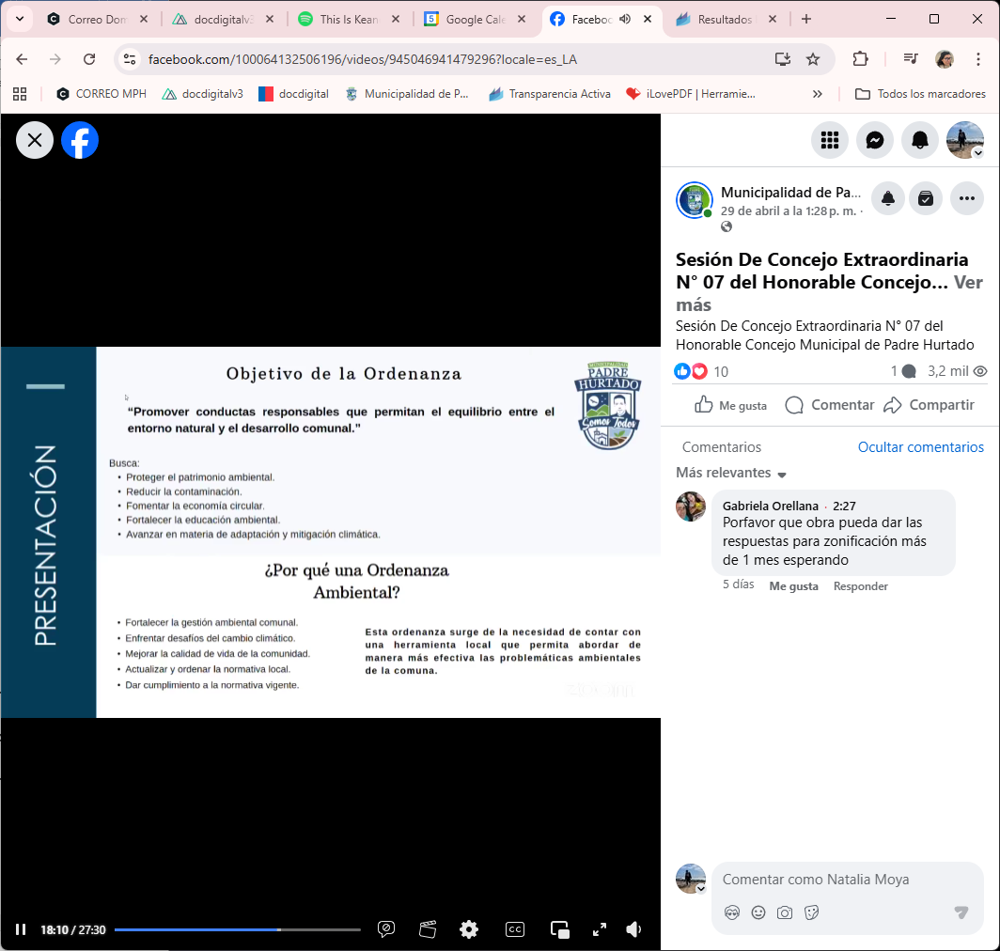 Correo Dom
docdigitalv3
This Is Kean
Google Cale
Facebo
Resultados
facebook.com/100064132506196/videos/945046941479296?locale=es_LA
CORREO MPH
docdigitalv3
docdigital
Municipalidad de P...
Transparencia Activa
iLovePDF | Herramie...
Todos los marcadores
PRESENTACIÓN
Objetivo de la Ordenanza
MUNICIPALIDAD
PADRE
HURTADO
Somos Todos
“Promover conductas responsables que permitan el equilibrio entre el
entorno natural y el desarrollo comunal.”
Busca:
• Proteger el patrimonio ambiental.
• Reducir la contaminación.
• Fomentar la economía circular.
• Fortalecer la educación ambiental.
• Avanzar en materia de adaptación y mitigación climática.
¿Por qué una Ordenanza
Ambiental?
• Fortalecer la gestión ambiental comunal.
• Enfrentar desafíos del cambio climático.
• Mejorar la calidad de vida de la comunidad.
• Actualizar y ordenar la normativa local.
• Dar cumplimiento a la normativa vigente.
Esta ordenanza surge de la necesidad de contar con
una herramienta local que permita abordar de
manera más efectiva las problemáticas ambientales
de la comuna.
18:10 / 27:30
CC
Municipalidad de Pa...
29 de abril a la 1:28 p. m. ·
Sesión De Concejo Extraordinaria
N° 07 del Honorable Concejo... Ver
más
Sesión De Concejo Extraordinaria N° 07 del
Honorable Concejo Municipal de Padre Hurtado
10
1
3,2 mil
Me gusta
Comentar
Compartir
Comentarios
Ocultar comentarios
Más relevantes
Gabriela Orellana · 2:27
Porfavor que obra pueda dar las
respuestas para zonificación más
de 1 mes esperando
5 días Me gusta Responder
Comentar como Natalia Moya